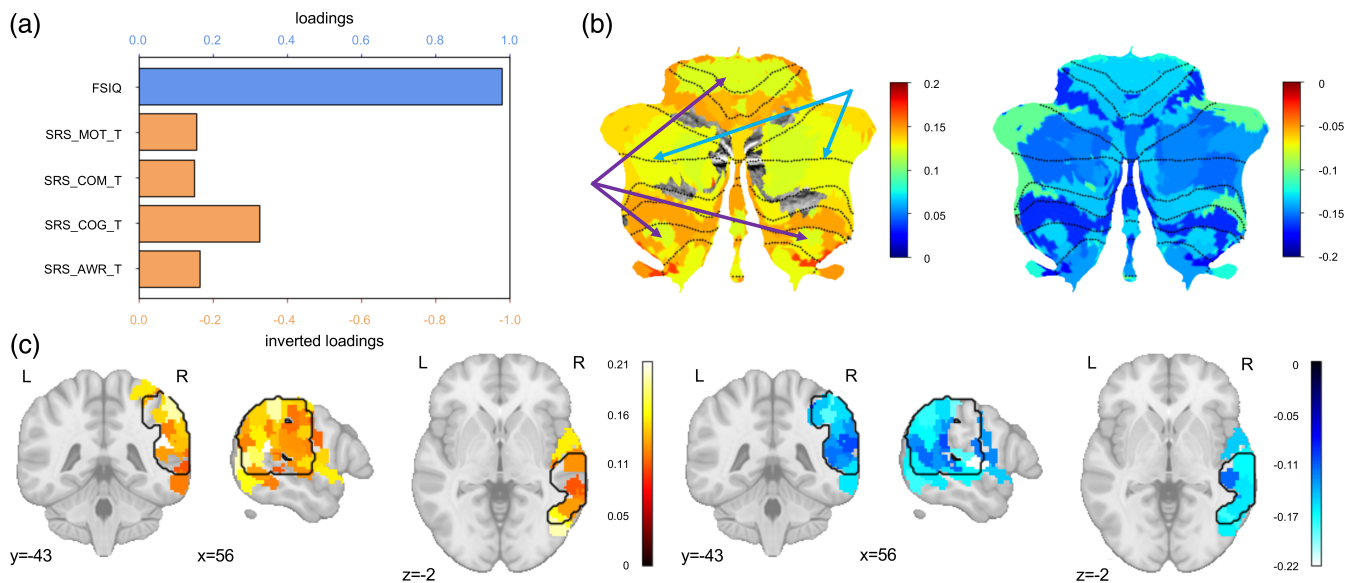 (a)
loadings
0.0 0.2 0.4 0.6 0.8 1.0
FSIQ
SRS_MOT_T
SRS_COM_T
SRS_COG_T
SRS_AWR_T
0.0 -0.2 -0.4 -0.6 -0.8 -1.0
inverted loadings
(b)
0.2
0.15
0.1
0.05
0
0
-0.05
-0.1
-0.15
-0.2
(c)
L R
y=-43
x=56
L R
z=-2
0.21
0.16
0.11
0.05
0
L R
y=-43
x=56
L R
z=-2
0
-0.05
-0.11
-0.17
-0.22